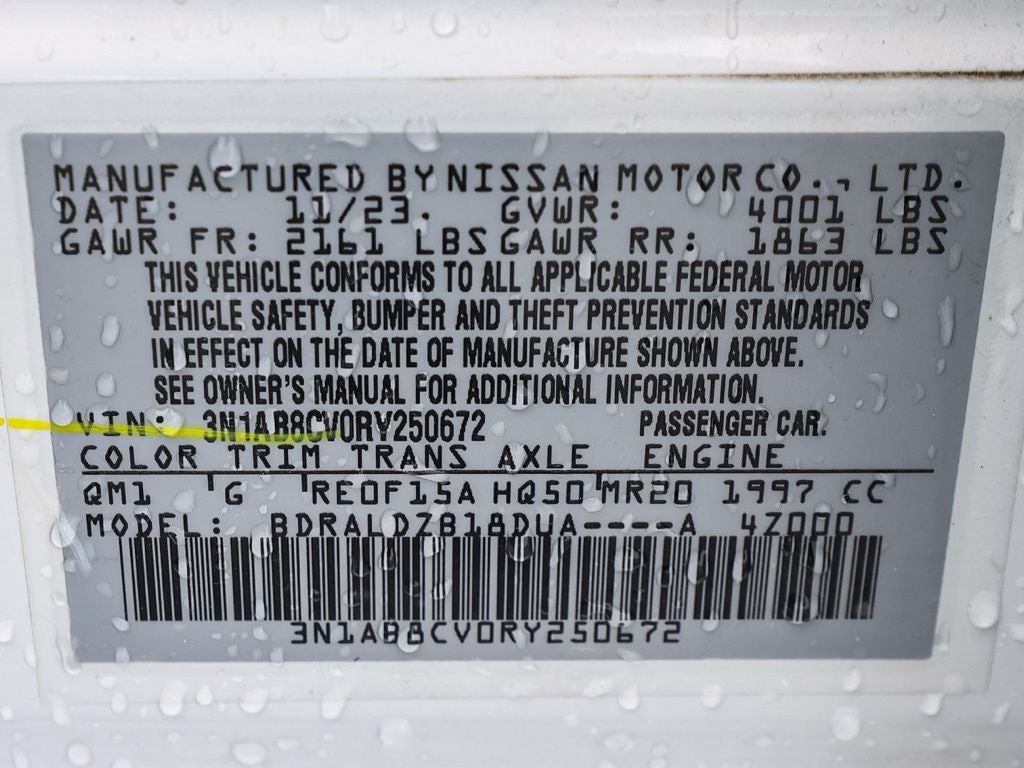 MANUFACTURED BY NISSAN MOTOR CO., LTD.
DATE: 11/23. GVWR: 4001 LBS
GAWR FR: 2161 LBS GAWR RR: 1863 LBS
THIS VEHICLE CONFORMS TO ALL APPLICABLE FEDERAL MOTOR
VEHICLE SAFETY, BUMPER AND THEFT PREVENTION STANDARDS
IN EFFECT ON THE DATE OF MANUFACTURE SHOWN ABOVE.
SEE OWNER'S MANUAL FOR ADDITIONAL INFORMATION.
VIN: 3N1AB8CV0RY250672 PASSENGER CAR.
COLOR TRIM TRANS AXLE ENGINE
QM1 G RE0F15A HQ50 MR20 1997 CC
MODEL: BDRALDZB18DUA----A 4Z000
3N1AB8CV0RY250672